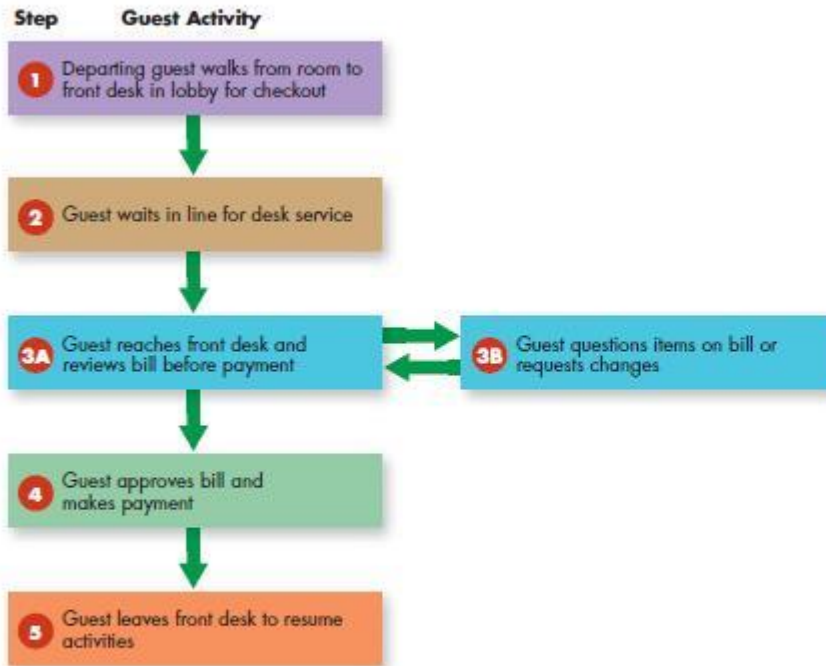 Step Guest Activity
1 Departing guest walks from room to
front desk in lobby for checkout
2 Guest waits in line for desk service
3A Guest reaches front desk and
reviews bill before payment
3B Guest questions items on bill or
requests changes
4 Guest approves bill and
makes payment
5 Guest leaves front desk to resume
activities